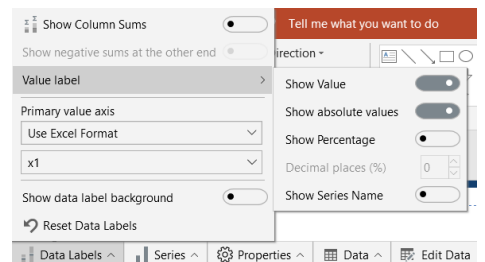 Show Column Sums
Tell me what you want to do
Show negative sums at the other end
irection
Value label
Show Value
Show absolute values
Primary value axis
Use Excel Format
Show Percentage
x1
Decimal places (%)
0
Show data label background
Show Series Name
Reset Data Labels
Data Labels
Series
Properties
Data
Edit Data